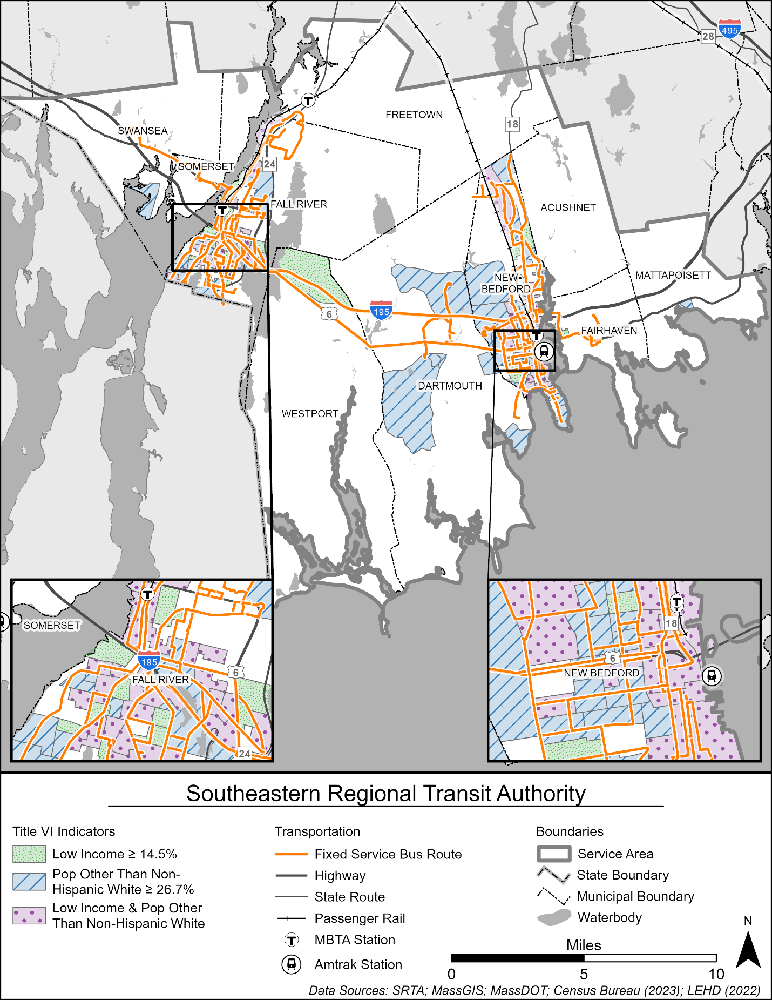 495
28
FREETOWN
18
SWANSEA
SOMERSET
24
T
T
FALL RIVER
ACUSHNET
MATTAPOISETT
NEW
BEDFORD
195
6
FAIRHAVEN
T
DARTMOUTH
WESTPORT
T
SOMERSET
195
FALL RIVER
6
24
T
18
6
NEW BEDFORD
Southeastern Regional Transit Authority
Title VI Indicators
Low Income ≥ 14.5%
Pop Other Than Non-
Hispanic White ≥ 26.7%
Low Income & Pop Other
Than Non-Hispanic White
Transportation
Fixed Service Bus Route
Highway
State Route
Passenger Rail
T MBTA Station
Amtrak Station
Boundaries
Service Area
State Boundary
Municipal Boundary
Waterbody
N
Miles
0 5 10
Data Sources: SRTA; MassGIS; MassDOT; Census Bureau (2023); LEHD (2022)